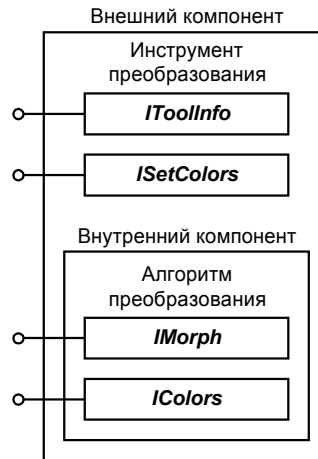 Внешний компонент
Инструмент
преобразования
IToolInfo
ISetColors
Внутренний компонент
Алгоритм
преобразования
IMorph
IColors